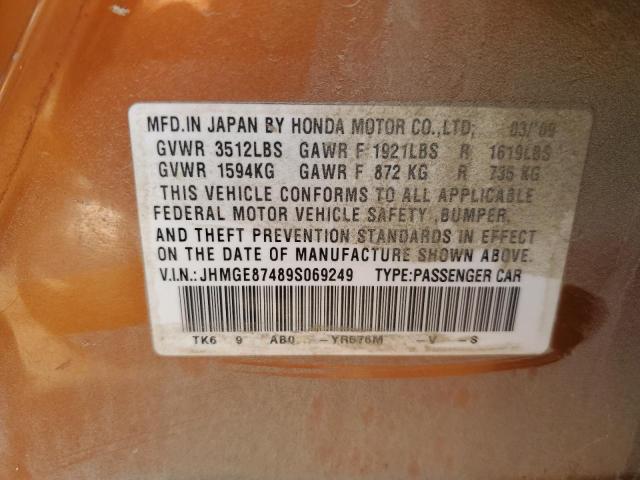 MFD.IN JAPAN BY HONDA MOTOR CO.,LTD; 03/'09
GVWR 3512LBS GAWR F 1921LBS R 1619LBS
GVWR 1594KG GAWR F 872 KG R 735 KG
THIS VEHICLE CONFORMS TO ALL APPLICABLE
FEDERAL MOTOR VEHICLE SAFETY ,BUMPER,
AND THEFT PREVENTION STANDARDS IN EFFECT
ON THE DATE OF MANUFACTURE SHOWN ABOVE.
V.I.N.: JHMGE87489S069249 TYPE:PASSENGER CAR
TK6 9 AB0 -YR576M -V -S